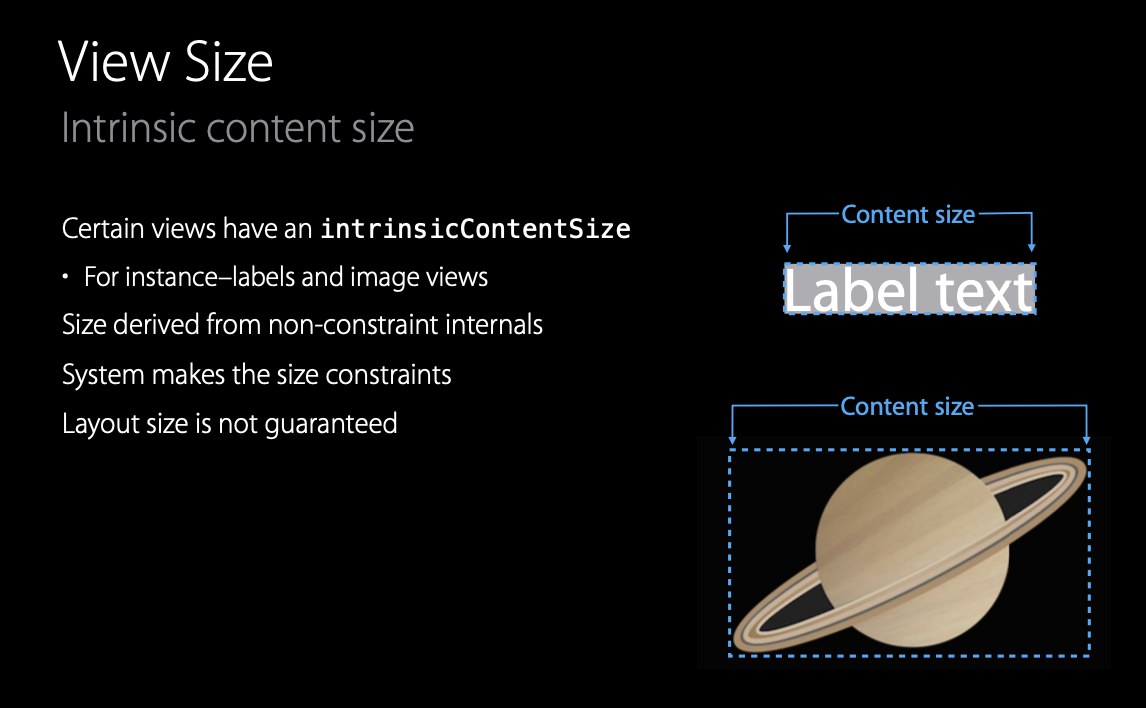 View Size
Intrinsic content size
Certain views have an intrinsicContentSize
• For instance–labels and image views
Size derived from non-constraint internals
System makes the size constraints
Layout size is not guaranteed
Content size
Label text
Content size